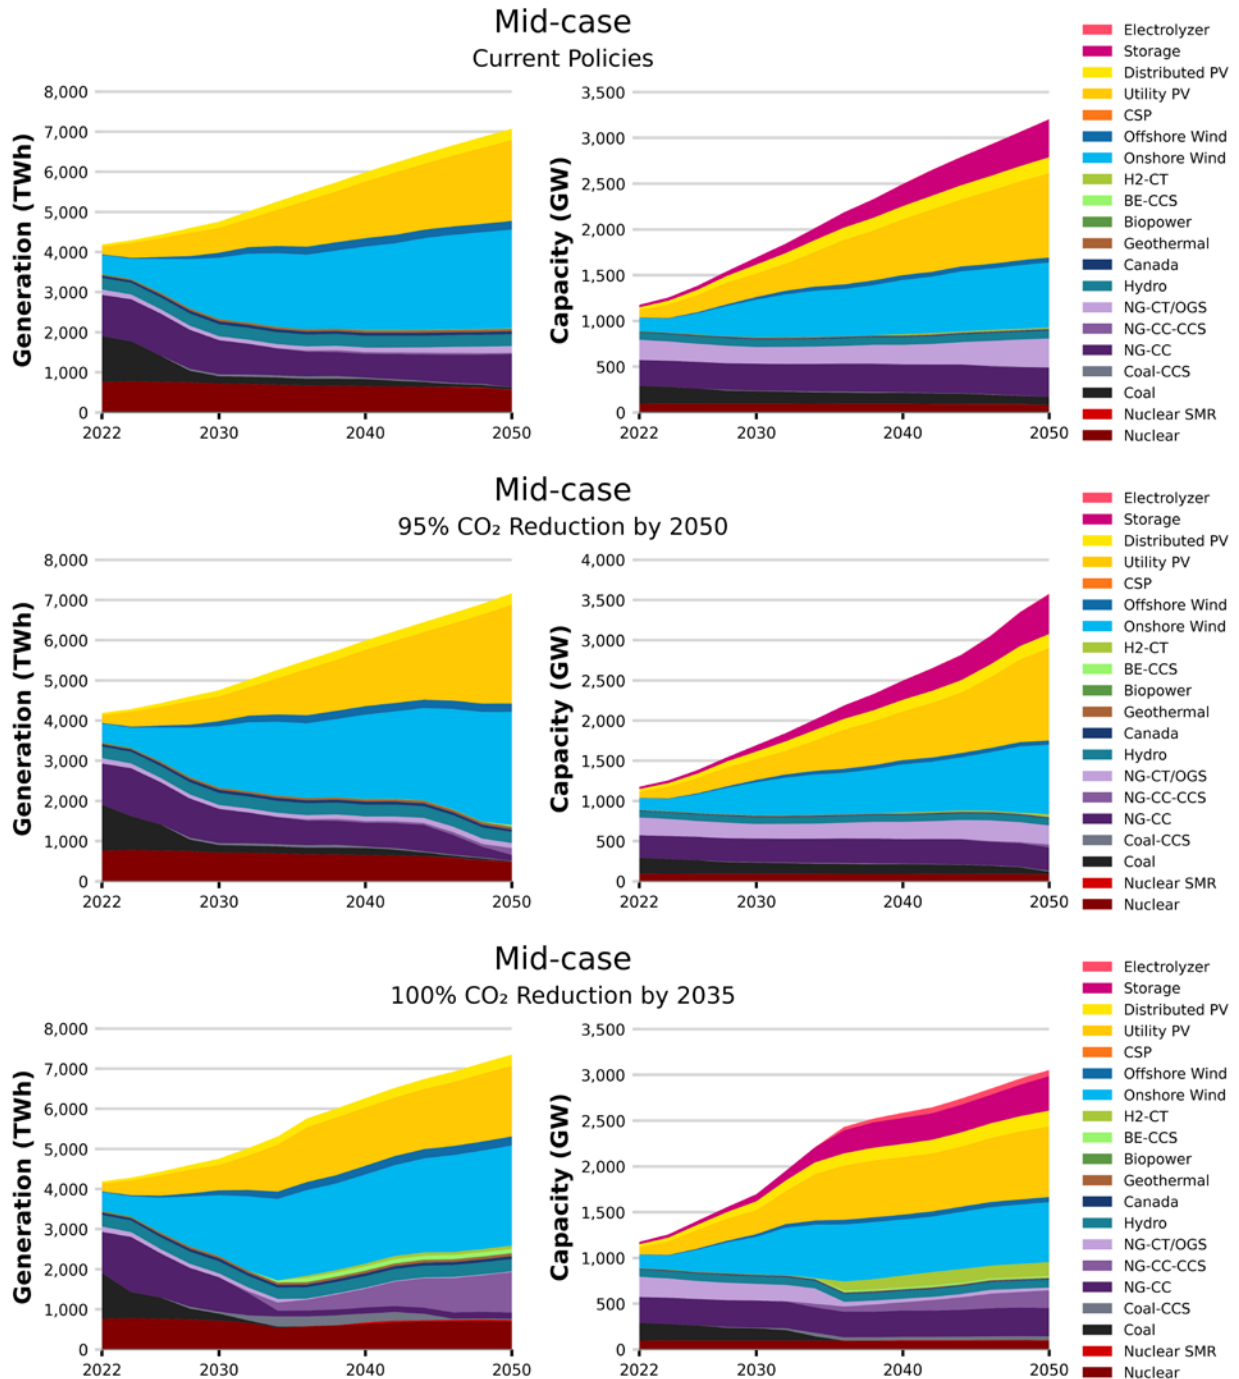 Mid-case
Current Policies
Generation (TWh)
8,000
7,000
6,000
5,000
4,000
3,000
2,000
1,000
0
2022
2030
2040
2050
Capacity (GW)
3,500
3,000
2,500
2,000
1,500
1,000
500
0
2022
2030
2040
2050
Electrolyzer
Storage
Distributed PV
Utility PV
CSP
Offshore Wind
Onshore Wind
H2-CT
BE-CCS
Biopower
Geothermal
Canada
Hydro
NG-CT/OGS
NG-CC-CCS
NG-CC
Coal-CCS
Coal
Nuclear SMR
Nuclear
Mid-case
95% CO₂ Reduction by 2050
Generation (TWh)
8,000
7,000
6,000
5,000
4,000
3,000
2,000
1,000
0
2022
2030
2040
2050
Capacity (GW)
4,000
3,500
3,000
2,500
2,000
1,500
1,000
500
0
2022
2030
2040
2050
Electrolyzer
Storage
Distributed PV
Utility PV
CSP
Offshore Wind
Onshore Wind
H2-CT
BE-CCS
Biopower
Geothermal
Canada
Hydro
NG-CT/OGS
NG-CC-CCS
NG-CC
Coal-CCS
Coal
Nuclear SMR
Nuclear
Mid-case
100% CO₂ Reduction by 2035
Generation (TWh)
8,000
7,000
6,000
5,000
4,000
3,000
2,000
1,000
0
2022
2030
2040
2050
Capacity (GW)
3,500
3,000
2,500
2,000
1,500
1,000
500
0
2022
2030
2040
2050
Electrolyzer
Storage
Distributed PV
Utility PV
CSP
Offshore Wind
Onshore Wind
H2-CT
BE-CCS
Biopower
Geothermal
Canada
Hydro
NG-CT/OGS
NG-CC-CCS
NG-CC
Coal-CCS
Coal
Nuclear SMR
Nuclear